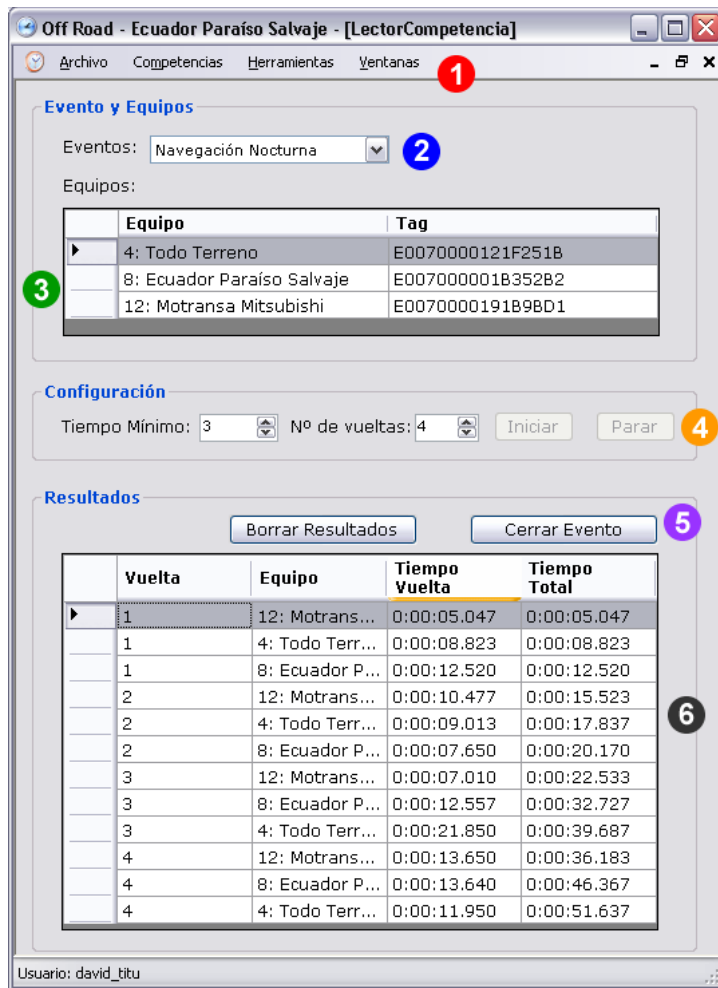 Off Road - Ecuador Paraíso Salvaje - [LectorCompetencia]
Archivo Competencias Herramientas Ventanas
1
Evento y Equipos
Eventos: Navegación Nocturna
2
Equipos:
Equipo Tag
4: Todo Terreno E0070000121F251B
8: Ecuador Paraíso Salvaje E0070000001B352B2
12: Motransa Mitsubishi E0070000191B9BD1
3
Configuración
Tiempo Mínimo: 3 Nº de vueltas: 4 Iniciar Parar
4
Resultados
Borrar Resultados Cerrar Evento
5
Vuelta Equipo Tiempo Vuelta Tiempo Total
1 12: Motrans... 0:00:05.047 0:00:05.047
1 4: Todo Terr... 0:00:08.823 0:00:08.823
1 8: Ecuador P... 0:00:12.520 0:00:12.520
2 12: Motrans... 0:00:10.477 0:00:15.523
2 4: Todo Terr... 0:00:09.013 0:00:17.837
2 8: Ecuador P... 0:00:07.650 0:00:20.170
3 12: Motrans... 0:00:07.010 0:00:22.533
3 8: Ecuador P... 0:00:12.557 0:00:32.727
3 4: Todo Terr... 0:00:21.850 0:00:39.687
4 12: Motrans... 0:00:13.650 0:00:36.183
4 8: Ecuador P... 0:00:13.640 0:00:46.367
4 4: Todo Terr... 0:00:11.950 0:00:51.637
6
Usuario: david_titu